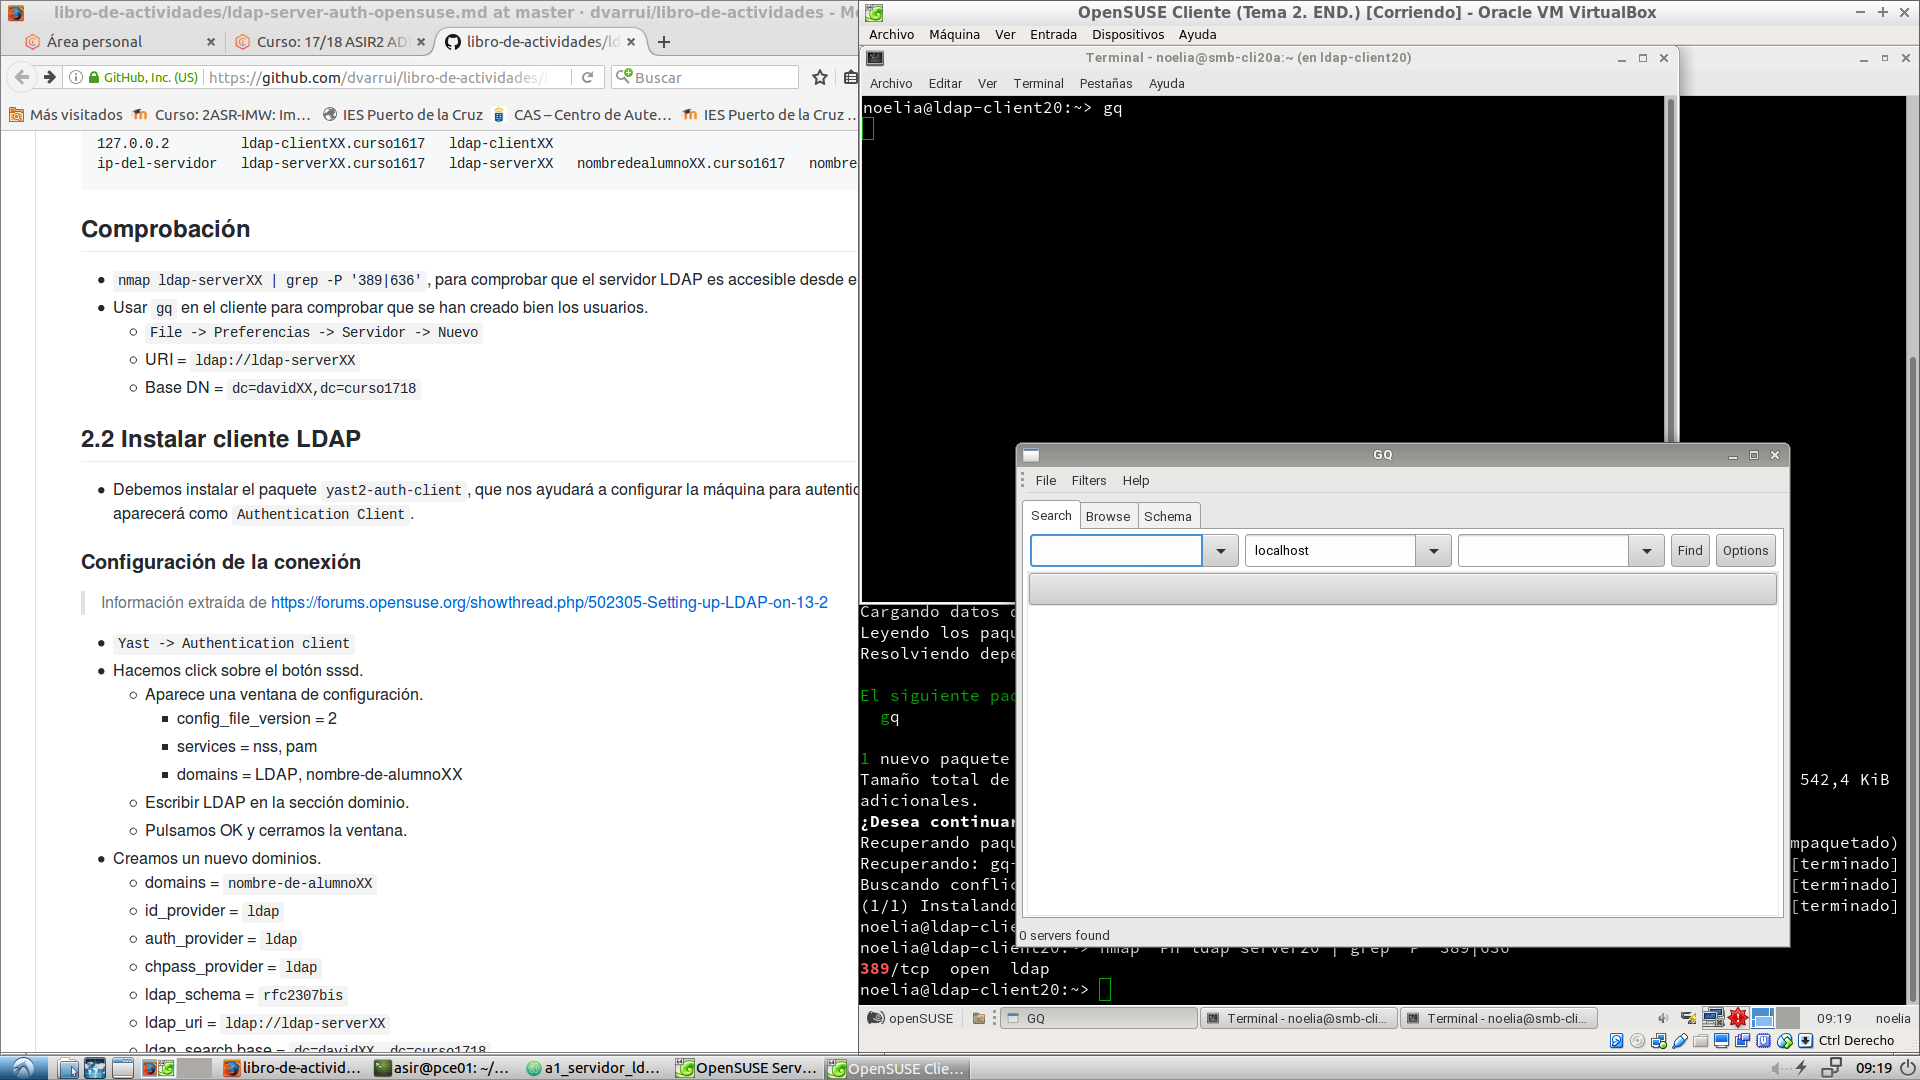 libro-de-actividades/ldap-server-auth-opensuse.md at master · dvarrui/libro-de-actividades - Mo
Área personal
Curso: 17/18 ASIR2 AD
libro-de-actividades/ld
GitHub, Inc. (US)
https://github.com/dvarrui/libro-de-actividades/b
Buscar
Más visitados
Curso: 2ASR-IMW: Im...
IES Puerto de la Cruz
CAS – Centro de Aute...
IES Puerto de la Cruz ...
127.0.0.2 ldap-clientXX.curso1617 ldap-clientXX
ip-del-servidor ldap-serverXX.curso1617 ldap-serverXX nombredealumnoXX.curso1617 nombre
Comprobación
nmap ldap-serverXX | grep -P '389|636' , para comprobar que el servidor LDAP es accesible desde e
Usar gq en el cliente para comprobar que se han creado bien los usuarios.
File -> Preferencias -> Servidor -> Nuevo
URI = ldap://ldap-serverXX
Base DN = dc=davidXX,dc=curso1718
2.2 Instalar cliente LDAP
Debemos instalar el paquete yast2-auth-client , que nos ayudará a configurar la máquina para autentic
aparecerá como Authentication Client .
Configuración de la conexión
Información extraída de https://forums.opensuse.org/showthread.php/502305-Setting-up-LDAP-on-13-2
Yast -> Authentication client
Hacemos click sobre el botón sssd.
Aparece una ventana de configuración.
config_file_version = 2
services = nss, pam
domains = LDAP, nombre-de-alumnoXX
Escribir LDAP en la sección dominio.
Pulsamos OK y cerramos la ventana.
Creamos un nuevo dominios.
domains = nombre-de-alumnoXX
id_provider = ldap
auth_provider = ldap
chpass_provider = ldap
ldap_schema = rfc2307bis
ldap_uri = ldap://ldap-serverXX
ldap_search base = dc=davidXX, dc=curso1718
OpenSUSE Cliente (Tema 2. END.) [Corriendo] - Oracle VM VirtualBox
Archivo Máquina Ver Entrada Dispositivos Ayuda
Terminal - noelia@smb-cli20a:~ (en ldap-client20)
Archivo Editar Ver Terminal Pestañas Ayuda
noelia@ldap-client20:~> gq
GQ
File Filters Help
Search Browse Schema
localhost
Find
Options
0 servers found
Cargando datos d
Leyendo los paqu
Resolviendo depe
El siguiente paq
gq
1 nuevo paquete
Tamaño total de
542,4 KiB
adicionales.
¿Desea continuar
Recuperando paqu
mpaquetado)
Recuperando: gq-
[terminado]
Buscando conflic
[terminado]
(1/1) Instalando
[terminado]
noelia@ldap-clie
noelia@ldap-client20:~> nmap -Pn ldap-server20 | grep -P '389|636'
389/tcp open ldap
noelia@ldap-client20:~>
openSUSE
GQ
Terminal - noelia@smb-cli...
Terminal - noelia@smb-cli...
09:19
noelia
Ctrl Derecho
libro-de-activid...
asir@pce01: ~/...
a1_servidor_ld...
OpenSUSE Serv...
OpenSUSE Clie...
09:19